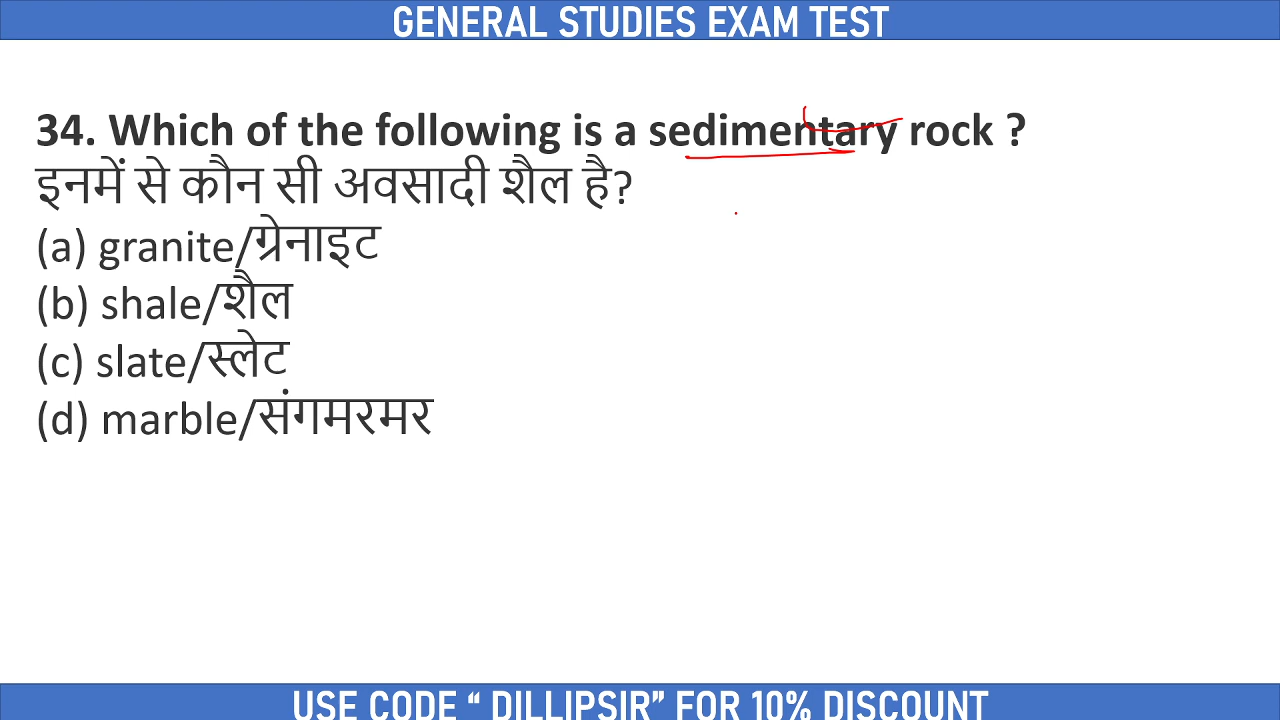 GENERAL STUDIES EXAM TEST
34. Which of the following is a sedimentary rock ?
इनमें से कौन सी अवसादी शैल है?
(a) granite/ग्रेनाइट
(b) shale/शैल
(c) slate/स्लेट
(d) marble/संगमरमर
USE CODE “ DILLIPSIR” FOR 10% DISCOUNT